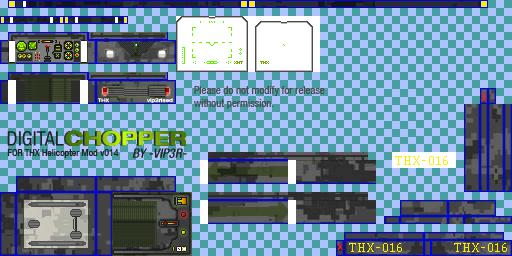 THX
vip3rised
Please do not modify for release
without permission.
DIGITALCHOPPER
FOR THX Helicopter Mod v014
BY -VIP3R-
THX-016
THX-016
THX-016